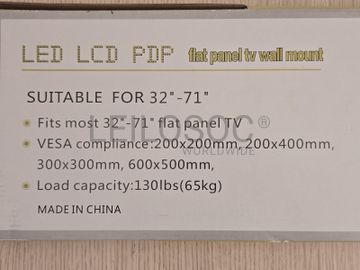 LED LCD PDP flat panel tv wall mount
SUITABLE FOR 32"-71"
Fits most 32"-71" flat panel TV
VESA compliance:200x200mm, 200x400mm,
300x300mm, 600x500mm,
Load capacity:130lbs(65kg)
MADE IN CHINA
LEILOSOC®
WORLDWIDE